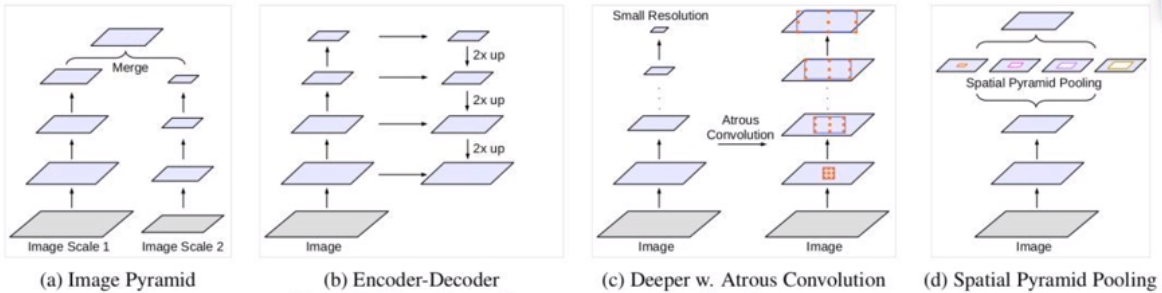 Merge
Image Scale 1
Image Scale 2
(a) Image Pyramid
2x up
2x up
2x up
Image
(b) Encoder-Decoder
Small Resolution
Atrous
Convolution
Image
Image
(c) Deeper w. Atrous Convolution
Spatial Pyramid Pooling
Image
(d) Spatial Pyramid Pooling